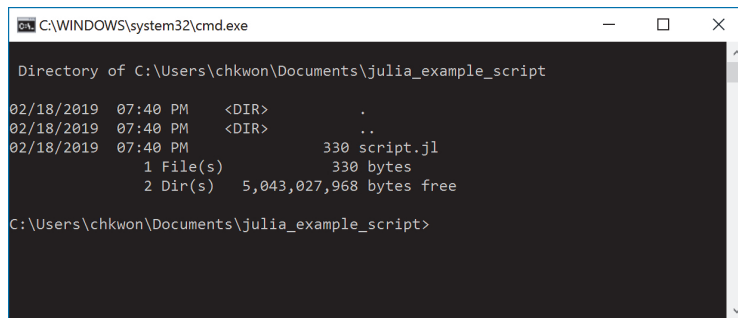 C:\WINDOWS\system32\cmd.exe
Directory of C:\Users\chkwon\Documents\julia_example_script
02/18/2019  07:40 PM    <DIR>          .
02/18/2019  07:40 PM    <DIR>          ..
02/18/2019  07:40 PM               330 script.jl
               1 File(s)            330 bytes
               2 Dir(s)   5,043,027,968 bytes free
C:\Users\chkwon\Documents\julia_example_script>